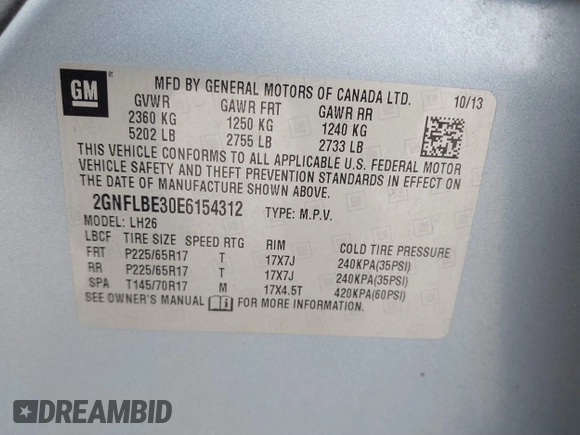 GM
MFD BY GENERAL MOTORS OF CANADA LTD. 10/13
GVWR GAWR FRT GAWR RR
2360 KG 1250 KG 1240 KG
5202 LB 2755 LB 2733 LB
THIS VEHICLE CONFORMS TO ALL APPLICABLE U.S. FEDERAL MOTOR
VEHICLE SAFETY AND THEFT PREVENTION STANDARDS IN EFFECT ON
THE DATE OF MANUFACTURE SHOWN ABOVE.
2GNFLBE30E6154312 TYPE: M.P.V.
MODEL: LH26
LBCF TIRE SIZE SPEED RTG RIM COLD TIRE PRESSURE
FRT P225/65R17 T 17X7J 240KPA(35PSI)
RR P225/65R17 T 17X7J 240KPA(35PSI)
SPA T145/70R17 M 17X4.5T 420KPA(60PSI)
SEE OWNER'S MANUAL FOR MORE INFORMATION.
DREAMBID